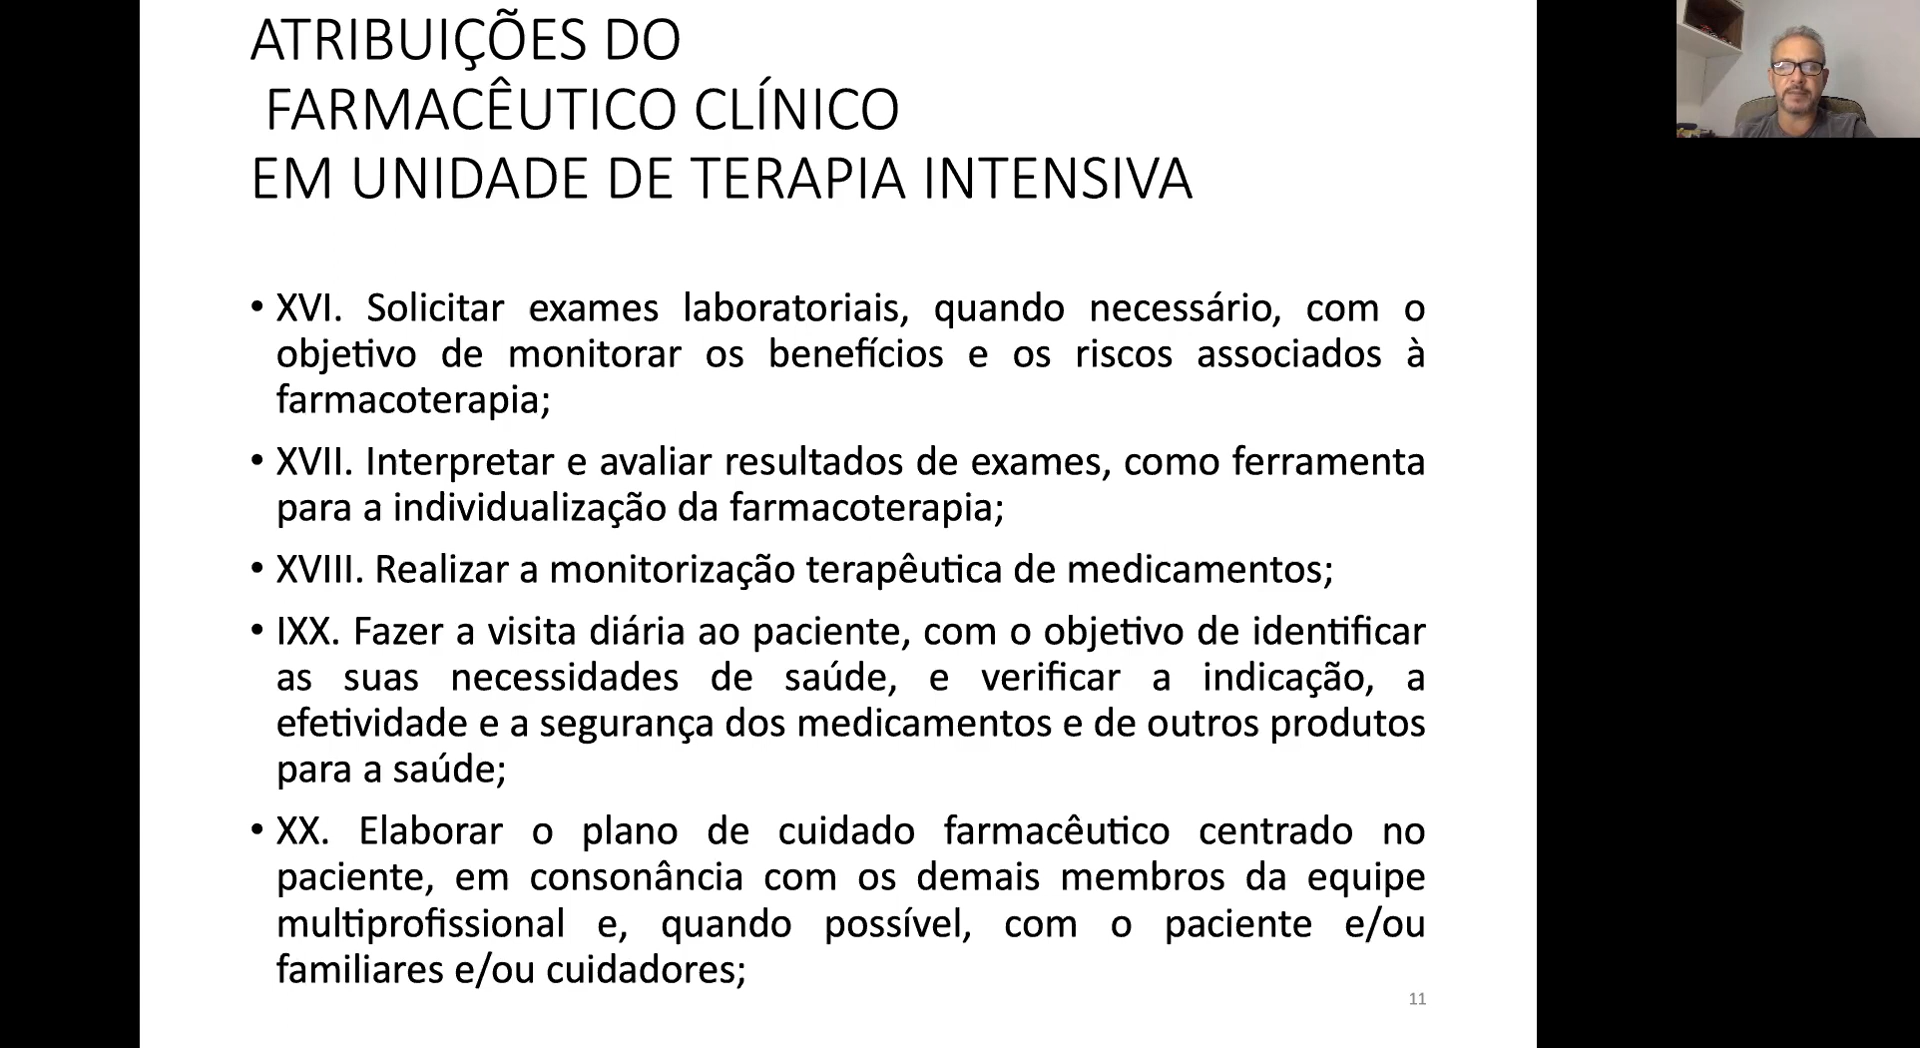 ATRIBUIÇÕES DO
FARMACÊUTICO CLÍNICO
EM UNIDADE DE TERAPIA INTENSIVA
• XVI. Solicitar exames laboratoriais, quando necessário, com o
objetivo de monitorar os benefícios e os riscos associados à
farmacoterapia;
• XVII. Interpretar e avaliar resultados de exames, como ferramenta
para a individualização da farmacoterapia;
• XVIII. Realizar a monitorização terapêutica de medicamentos;
• IXX. Fazer a visita diária ao paciente, com o objetivo de identificar
as suas necessidades de saúde, e verificar a indicação, a
efetividade e a segurança dos medicamentos e de outros produtos
para a saúde;
• XX. Elaborar o plano de cuidado farmacêutico centrado no
paciente, em consonância com os demais membros da equipe
multiprofissional e, quando possível, com o paciente e/ou
familiares e/ou cuidadores;
11